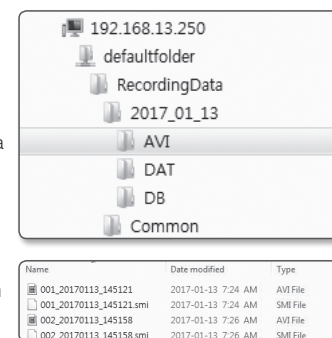 192.168.13.250
defaultfolder
RecordingData
2017_01_13
AVI
DAT
DB
Common
a
Name Date modified Type
001_20170113_145121 2017-01-13 7:24 AM AVI File
001_20170113_145121.smi 2017-01-13 7:24 AM SMI File
002_20170113_145158 2017-01-13 7:26 AM AVI File
002_20170113_145158.smi 2017-01-13 7:26 AM SMI File